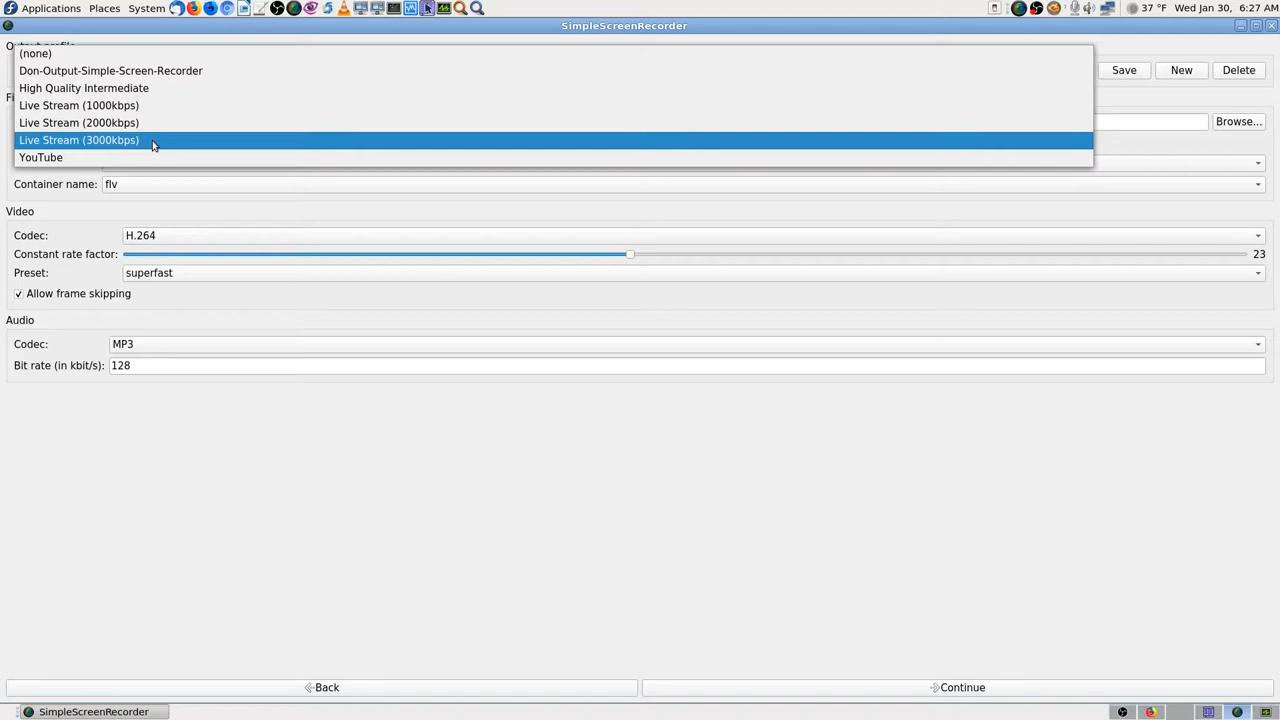 Applications Places System
37 °F Wed Jan 30, 6:27 AM
SimpleScreenRecorder
(none)
Don-Output-Simple-Screen-Recorder
Save New Delete
High Quality Intermediate
Live Stream (1000kbps)
Live Stream (2000kbps)
Browse...
Live Stream (3000kbps)
YouTube
Container name: flv
Video
Codec: H.264
Constant rate factor: 23
Preset: superfast
Allow frame skipping
Audio
Codec: MP3
Bit rate (in kbit/s): 128
Back Continue
SimpleScreenRecorder